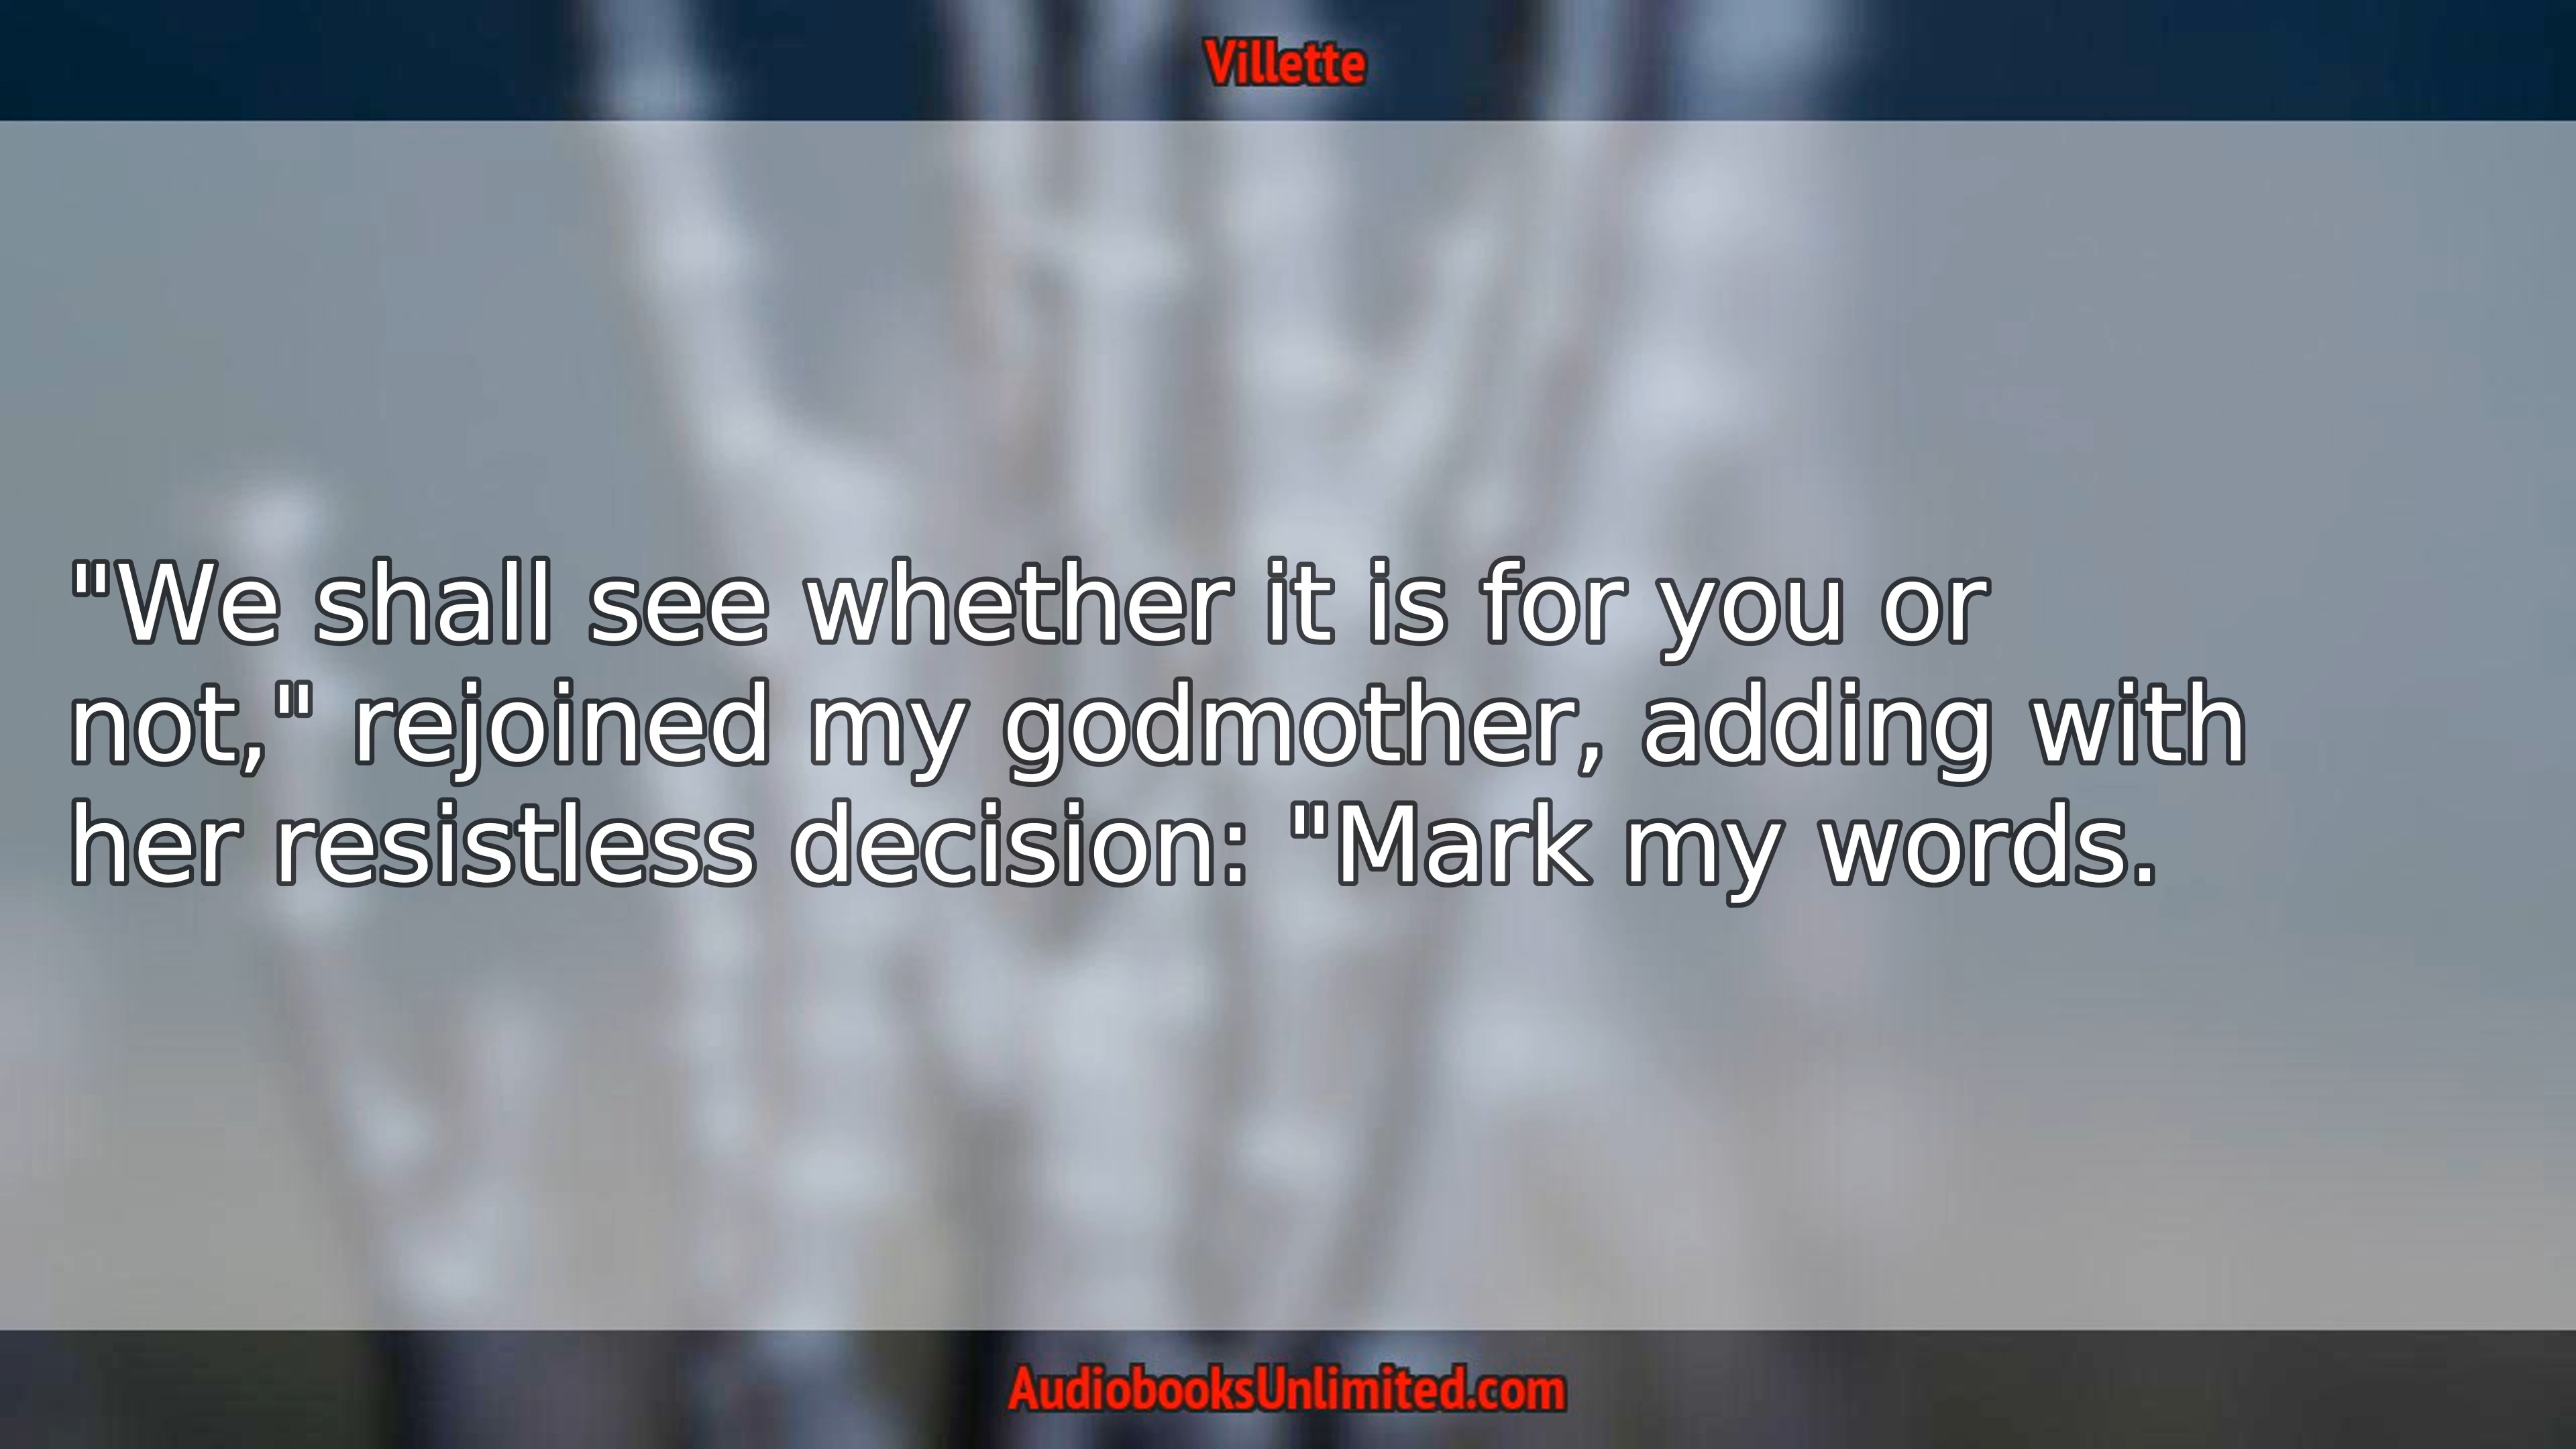 Villette
"We shall see whether it is for you or
not," rejoined my godmother, adding with
her resistless decision: "Mark my words.
AudiobooksUnlimited.com